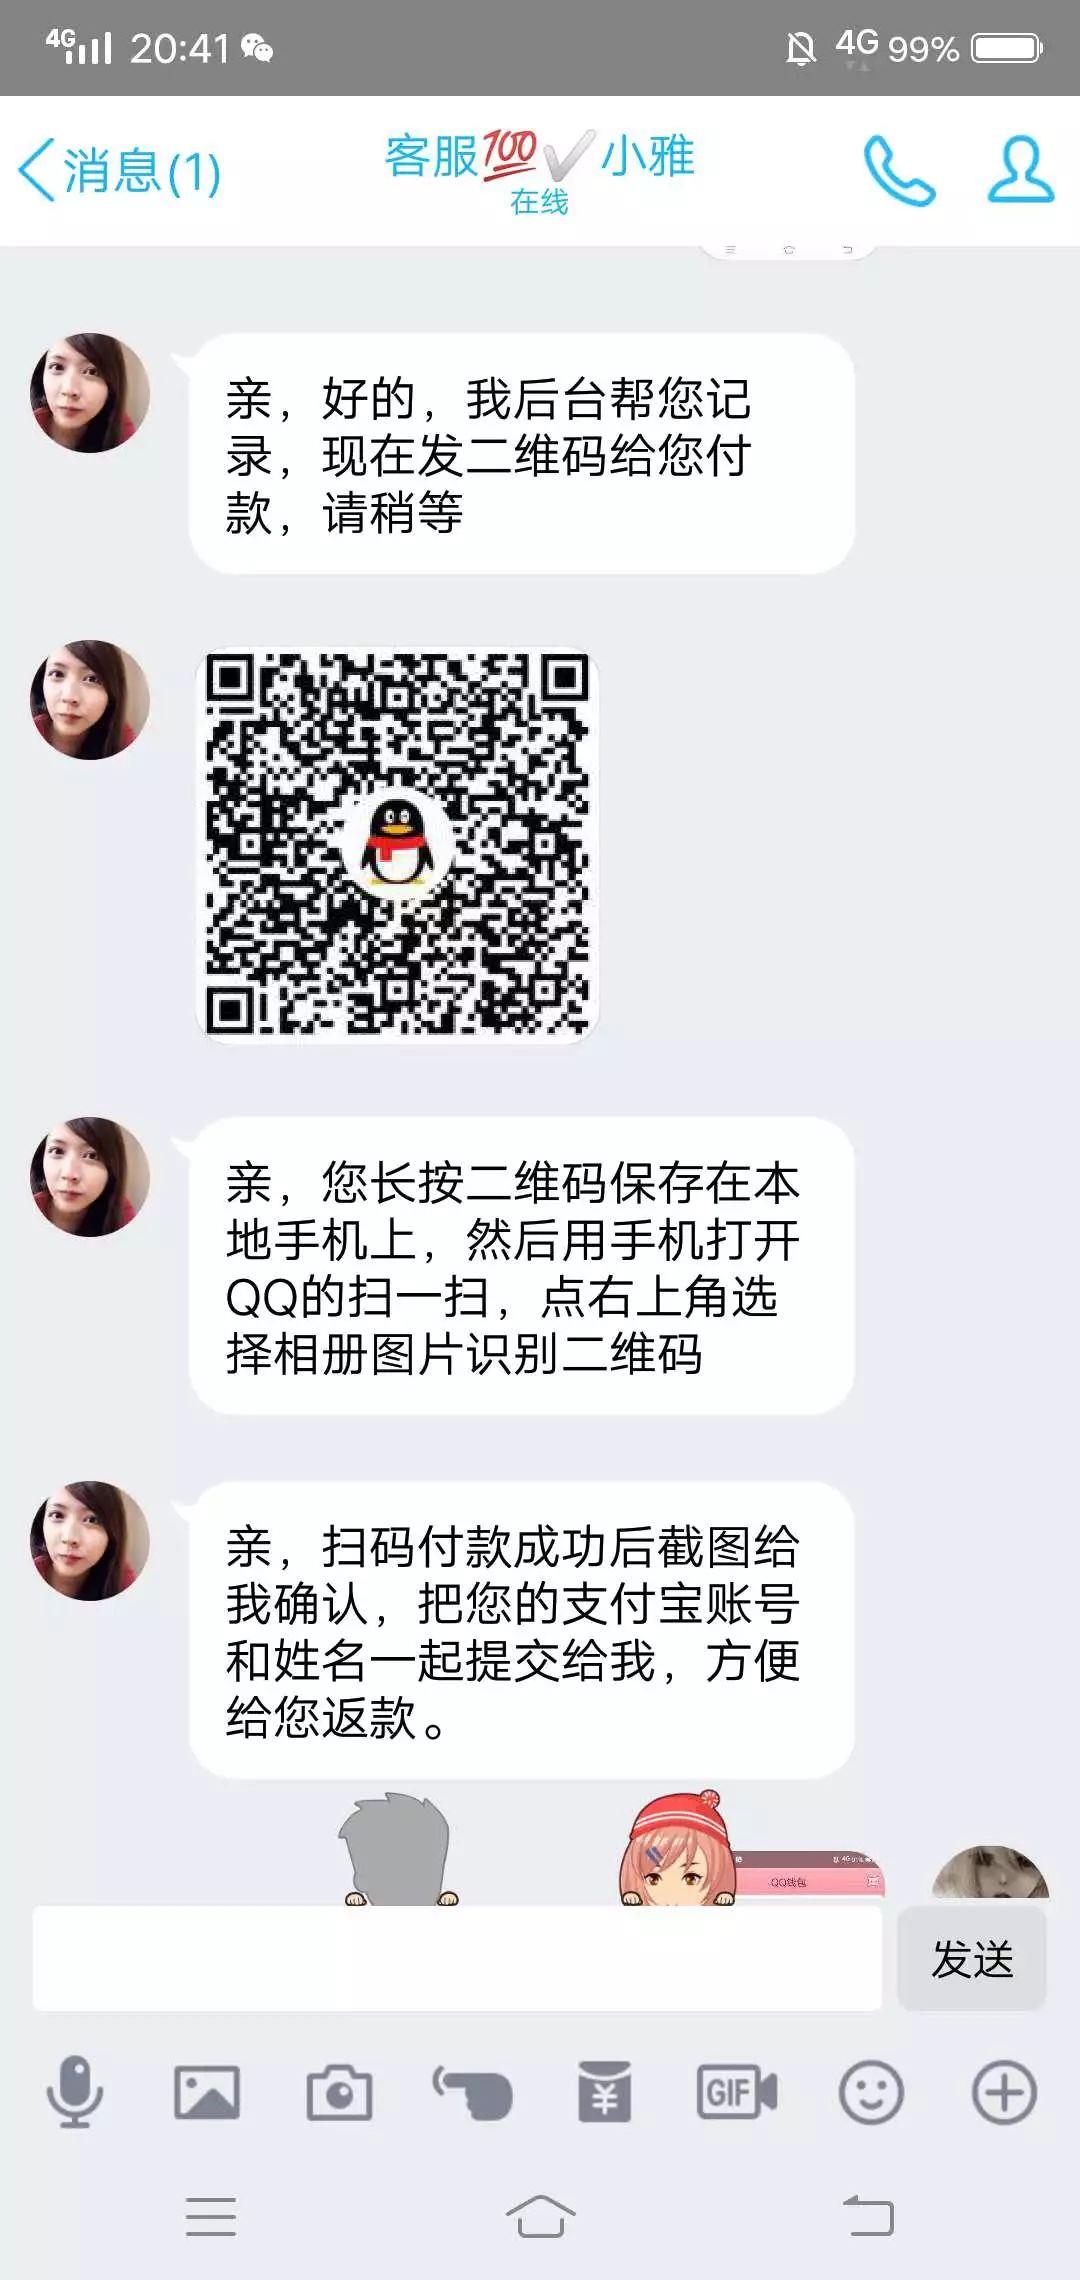 4G 20:41 4G 99%
消息(1)
客服💯✔小雅
在线
亲，好的，我后台帮您记
录，现在发二维码给您付
款，请稍等
亲，您长按二维码保存在本
地手机上，然后用手机打开
QQ的扫一扫，点右上角选
择相册图片识别二维码
亲，扫码付款成功后截图给
我确认，把您的支付宝账号
和姓名一起提交给我，方便
给您返款。
QQ钱包
发送
GIF